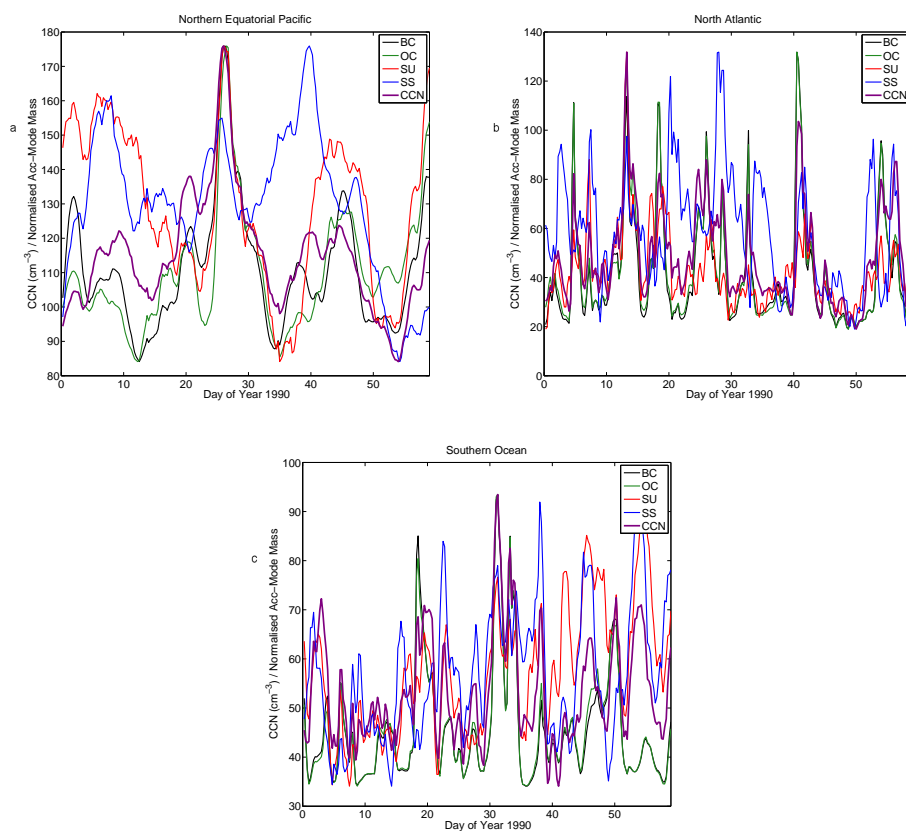 Northern Equatorial Pacific
180
170
160
150
140
130
120
110
100
90
80
CCN (cm⁻³) / Normalised Acc−Mode Mass
a
BC
OC
SU
SS
CCN
0 10 20 30 40 50
Day of Year 1990
North Atlantic
140
120
100
80
60
40
20
0
CCN (cm⁻³) / Normalised Acc−Mode Mass
b
BC
OC
SU
SS
CCN
0 10 20 30 40 50
Day of Year 1990
Southern Ocean
100
90
80
70
60
50
40
30
CCN (cm⁻³) / Normalised Acc−Mode Mass
c
BC
OC
SU
SS
CCN
0 10 20 30 40 50
Day of Year 1990